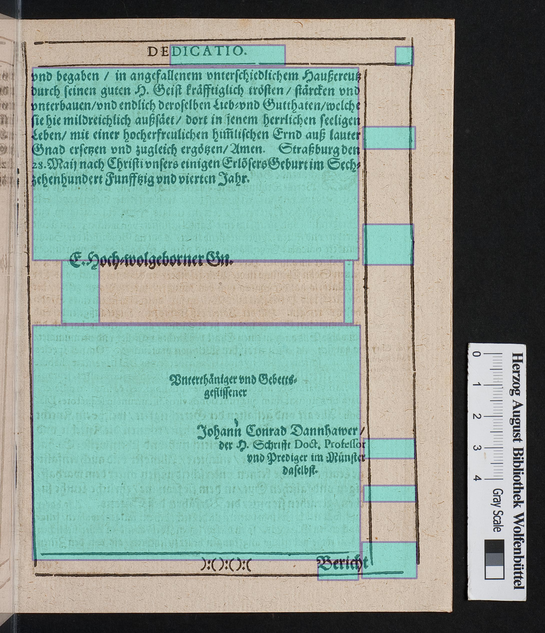 DEDICATIO.
vnd begaben / in angefallenem vnterschiedlichem Haußcreutz
durch seinen guten H. Geist kräfftiglich trösten / stärcken vnd
vnterbauen/ vnd endlich deroselben Lieb- vnd Gutthaten/ welche
sie hie mildreichlich außsäet / dort in jenem herrlichen seeligen
Leben / mit einer hocherfreulichen himlischen Ernd auß lauter
Gnad ersetzen vnd zugleich ergötzen / Amen. Straßburg den
28. Maij nach Christi vnsers einigen Erlösers Geburt im Sech-
zehenhundert Funfftzig vnd vierten Jahr.
E. Hoch-wolgeborner Gn.
Vnterthäniger vnd Gebetts-
geflissener
Johann Conrad Dannhawer /
der H. Schrifft Doct. Professor
vnd Prediger im Münster
daselbst.
):():():(
Bericht
Herzog August Bibliothek Wolfenbüttel
0 1 2 3 4
Gray Scale